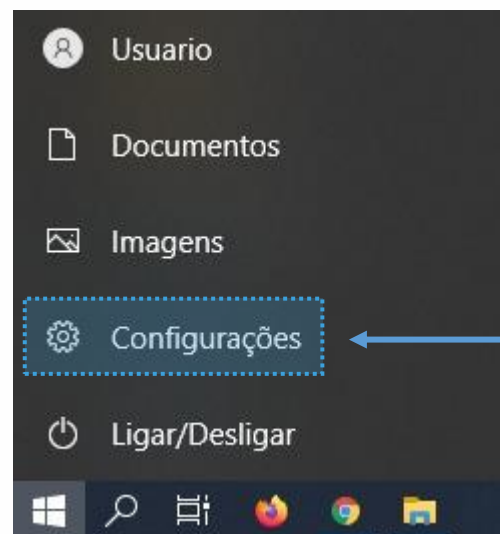 Usuario
Documentos
Imagens
Configurações
Ligar/Desligar